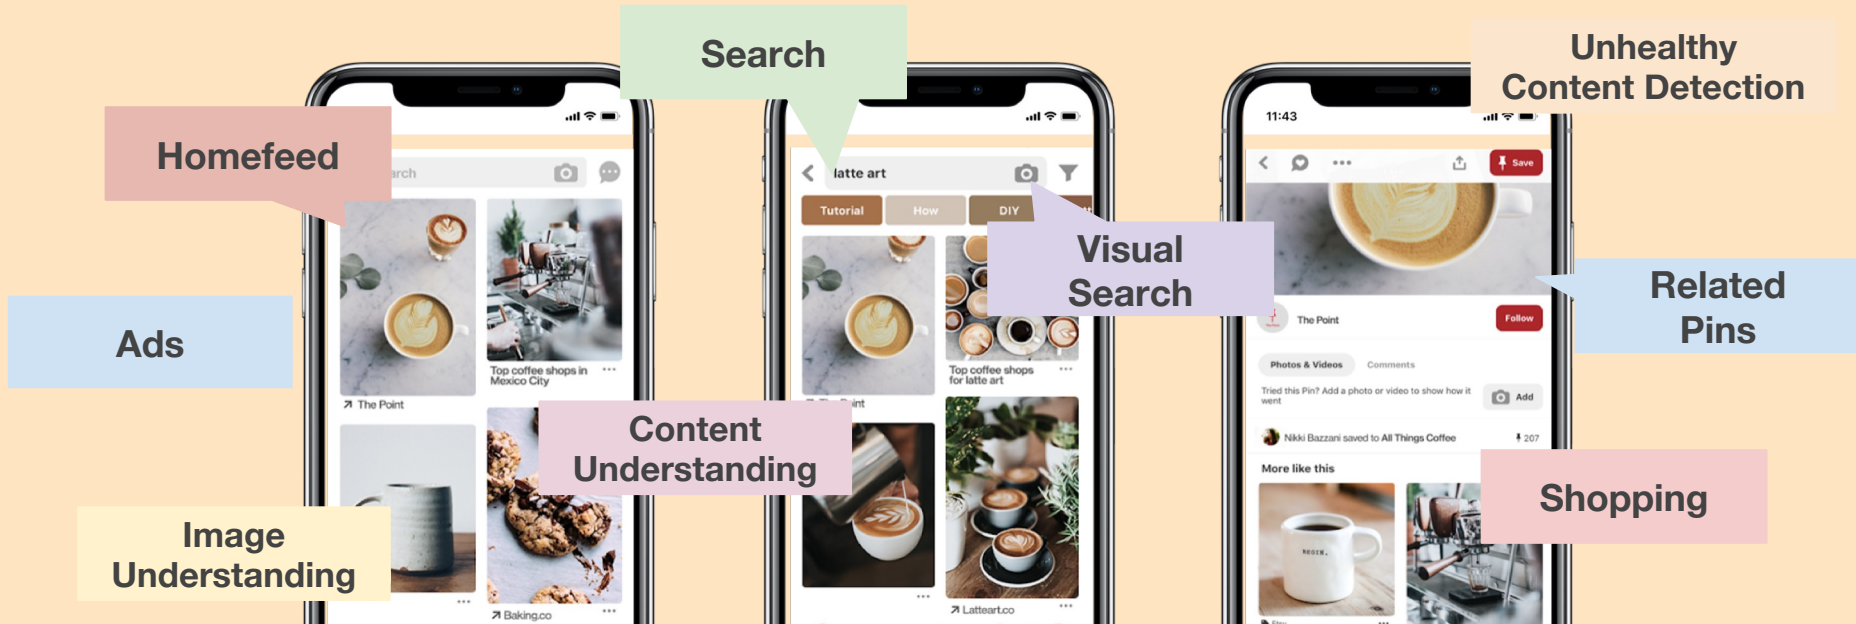 Search
Unhealthy
Content Detection
Homefeed
arch
Ads
Top coffee shops in
Mexico City
The Point
Image
Understanding
Baking.co
Content
Understanding
latte art
Tutorial
How
DIY
Visual
Search
Top coffee shops
for latte art
Latteart.co
11:43
Save
Related
Pins
The Point
Follow
Photos & Videos
Comments
Tried this Pin? Add a photo or video to show how it
went
Add
Nikki Bazzani saved to All Things Coffee
207
More like this
BEGIN.
Shopping